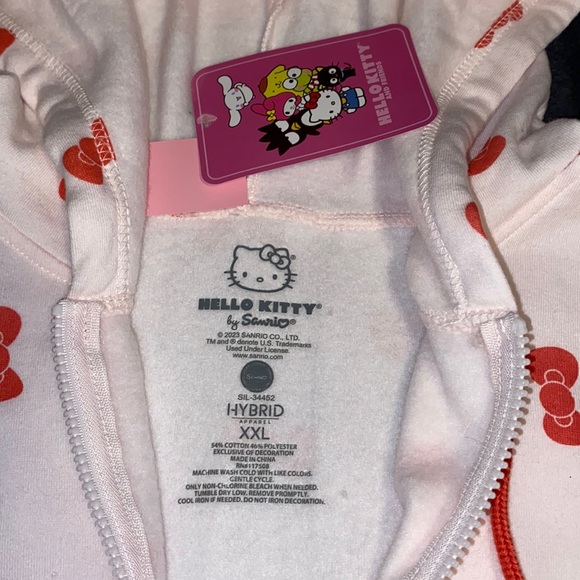 HELLO KITTY
AND FRIENDS
HELLO KITTY®
by Sanrio®
© 2023 SANRIO CO., LTD.
TM and ® denote U.S. Trademarks
Used Under License.
www.sanrio.com
SIL-34452
HYBRID
APPAREL
XXL
54% COTTON 46% POLYESTER
EXCLUSIVE OF DECORATION
MADE IN CHINA
RN#117508
MACHINE WASH COLD WITH LIKE COLORS.
GENTLE CYCLE.
ONLY NON-CHLORINE BLEACH WHEN NEEDED.
TUMBLE DRY LOW. REMOVE PROMPTLY.
COOL IRON IF NEEDED. DO NOT IRON DECORATION.